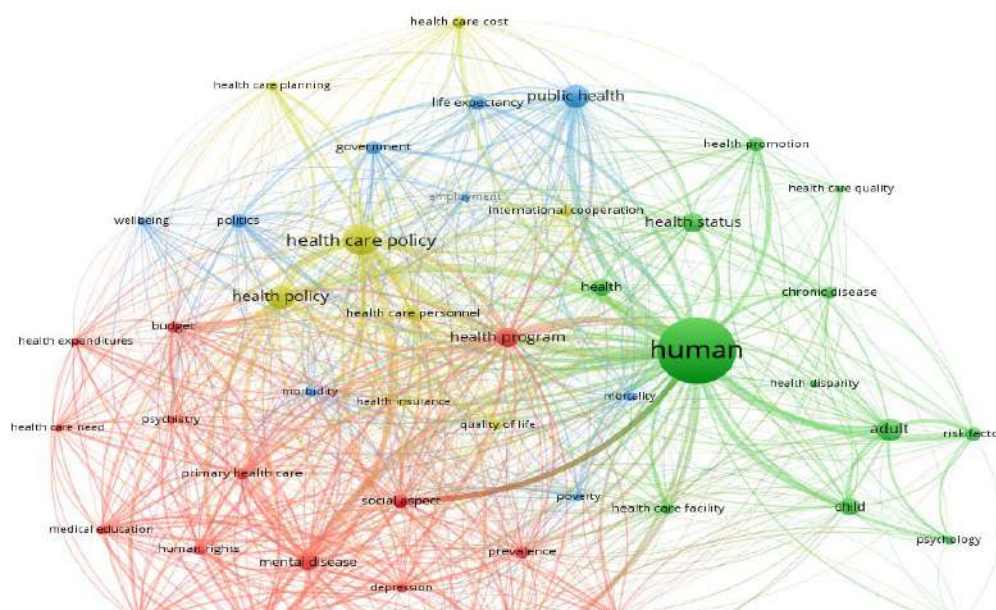 health care cost
health care planning
life expectancy
public health
government
health promotion
employment
health care quality
wellbeing
politics
international cooperation
health status
health care policy
health
chronic disease
health policy
health care personnel
budget
health program
health expenditures
human
morbidity
health insurance
mortality
health disparity
health care need
psychiatry
quality of life
adult
risk facto
primary health care
social aspect
poverty
health care facility
child
medical education
human rights
mental disease
prevalence
psychology
depression